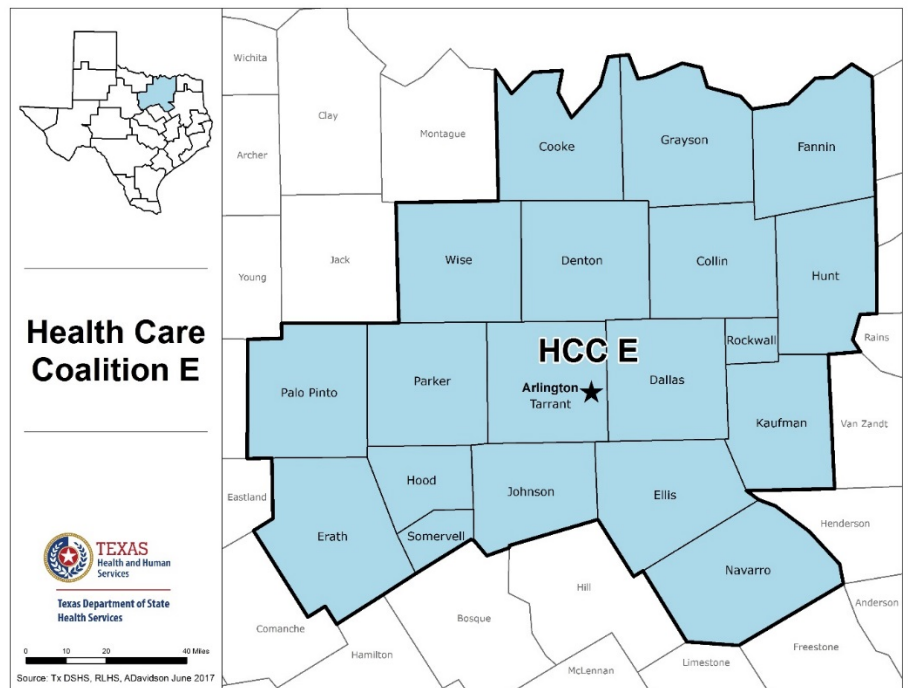 Health Care
Coalition E
TEXAS
Health and Human
Services
Texas Department of State
Health Services
0 10 20 40 Miles
Source: Tx DSHS, RLHS, ADavidson June 2017
Wichita
Clay
Montague
Cooke
Grayson
Fannin
Archer
Young
Jack
Wise
Denton
Collin
Hunt
Rains
Palo Pinto
Parker
HCC E
Arlington
Tarrant
Dallas
Rockwall
Kaufman
Van Zandt
Eastland
Erath
Hood
Somervell
Johnson
Ellis
Navarro
Henderson
Anderson
Comanche
Hamilton
Bosque
Hill
McLennan
Limestone
Freestone